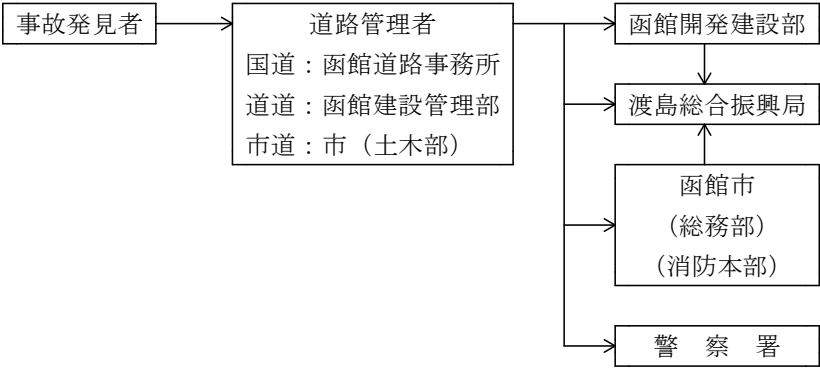 事故発見者
道路管理者
国道：函館道路事務所
道道：函館建設管理部
市道：市（土木部）
函館開発建設部
渡島総合振興局
函館市
（総務部）
（消防本部）
警　察　署